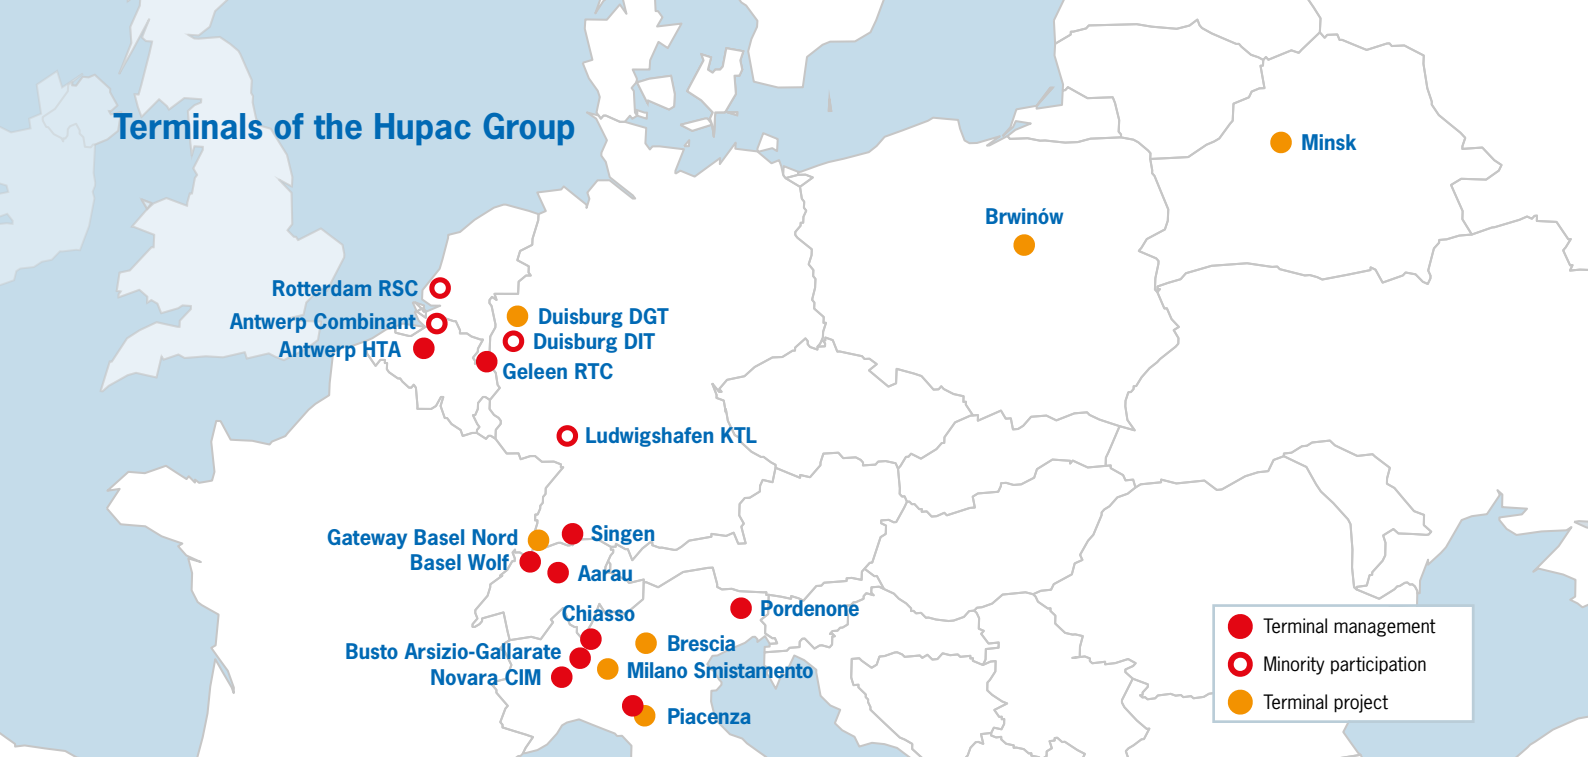 Terminals of the Hupac Group
Minsk
Brwinów
Rotterdam RSC
Antwerp Combinant
Antwerp HTA
Duisburg DGT
Duisburg DIT
Geleen RTC
Ludwigshafen KTL
Gateway Basel Nord
Singen
Basel Wolf
Aarau
Chiasso
Pordenone
Busto Arsizio-Gallarate
Brescia
Novara CIM
Milano Smistamento
Piacenza
Terminal management
Minority participation
Terminal project